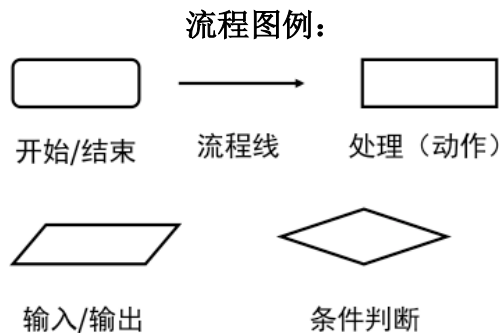 流程图例：
开始/结束
流程线
处理（动作）
输入/输出
条件判断